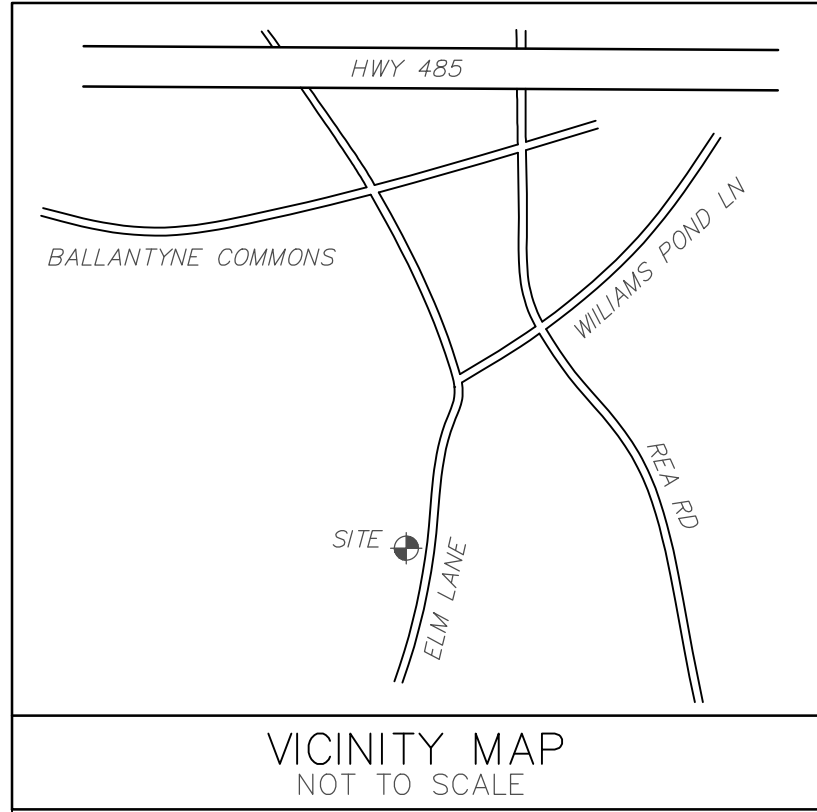 HWY 485
BALLANTYNE COMMONS
WIILIAMS POND LN
REA RD
SITE
ELM LANE
VICINITY MAP
NOT TO SCALE